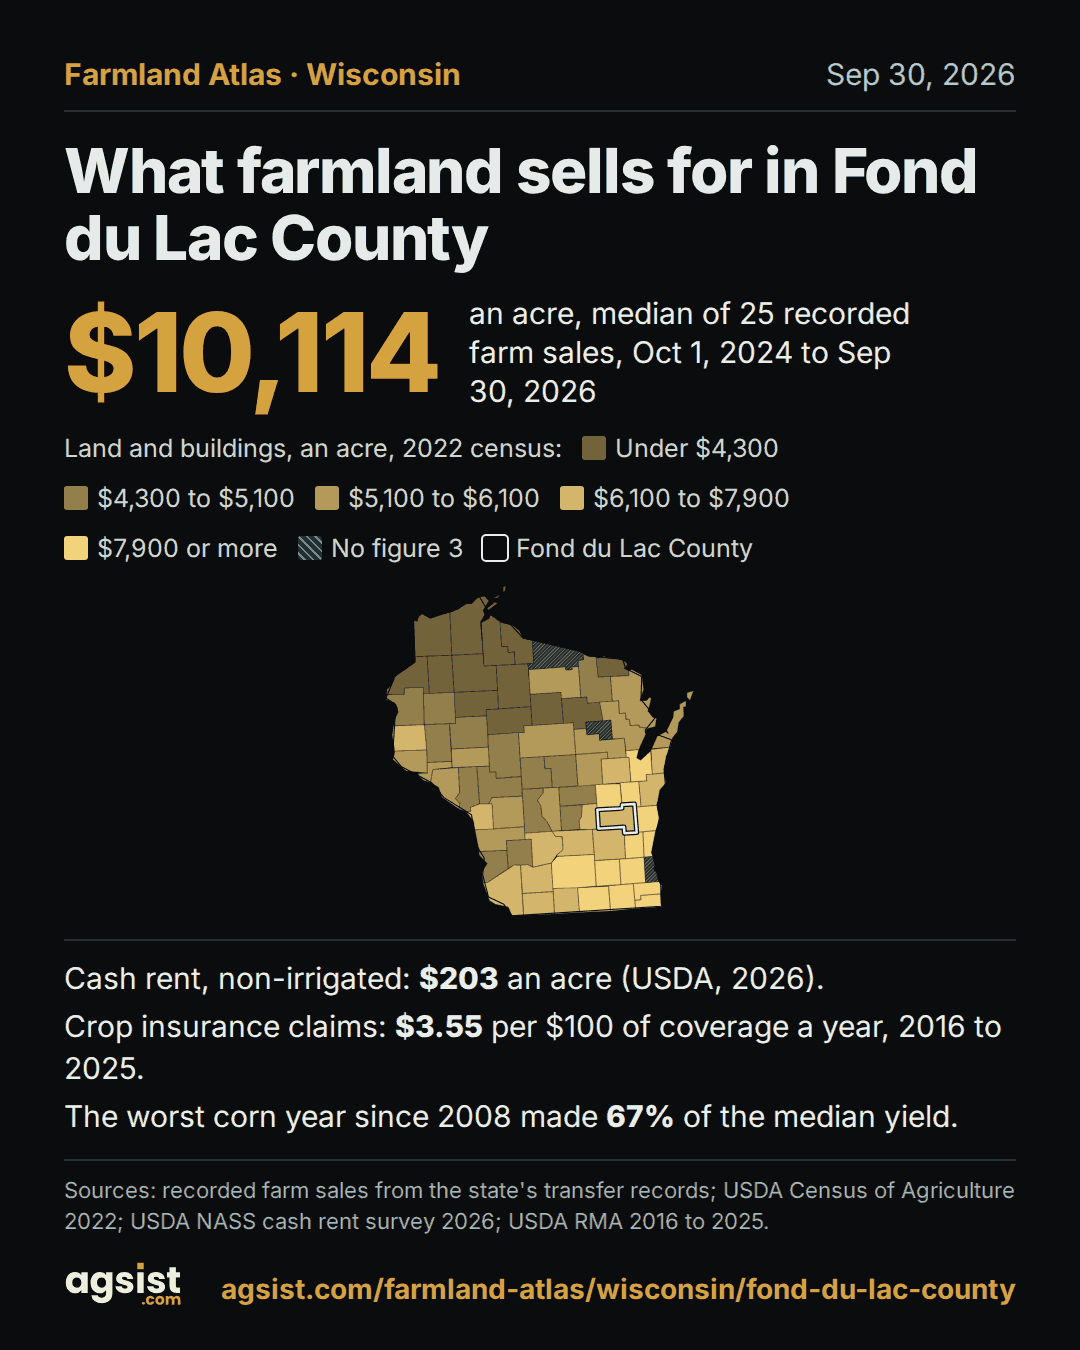 Farmland Atlas · Wisconsin
Sep 30, 2026
What farmland sells for in Fond
du Lac County
$10,114
an acre, median of 25 recorded
farm sales, Oct 1, 2024 to Sep
30, 2026
Land and buildings, an acre, 2022 census: Under $4,300
$4,300 to $5,100 $5,100 to $6,100 $6,100 to $7,900
$7,900 or more No figure 3 Fond du Lac County
Cash rent, non-irrigated: $203 an acre (USDA, 2026).
Crop insurance claims: $3.55 per $100 of coverage a year, 2016 to
2025.
The worst corn year since 2008 made 67% of the median yield.
Sources: recorded farm sales from the state's transfer records; USDA Census of Agriculture
2022; USDA NASS cash rent survey 2026; USDA RMA 2016 to 2025.
agsist
.com
agsist.com/farmland-atlas/wisconsin/fond-du-lac-county